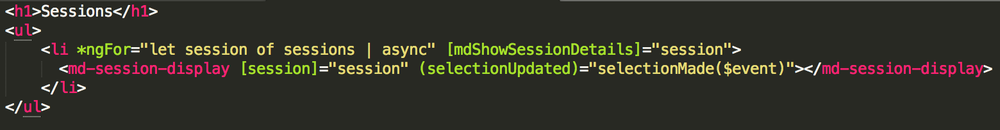 <h1>Sessions</h1>
<ul>
    <li *ngFor="let session of sessions | async" [mdShowSessionDetails]="session">
      <md-session-display [session]="session" (selectionUpdated)="selectionMade($event)"></md-session-display>
    </li>
</ul>